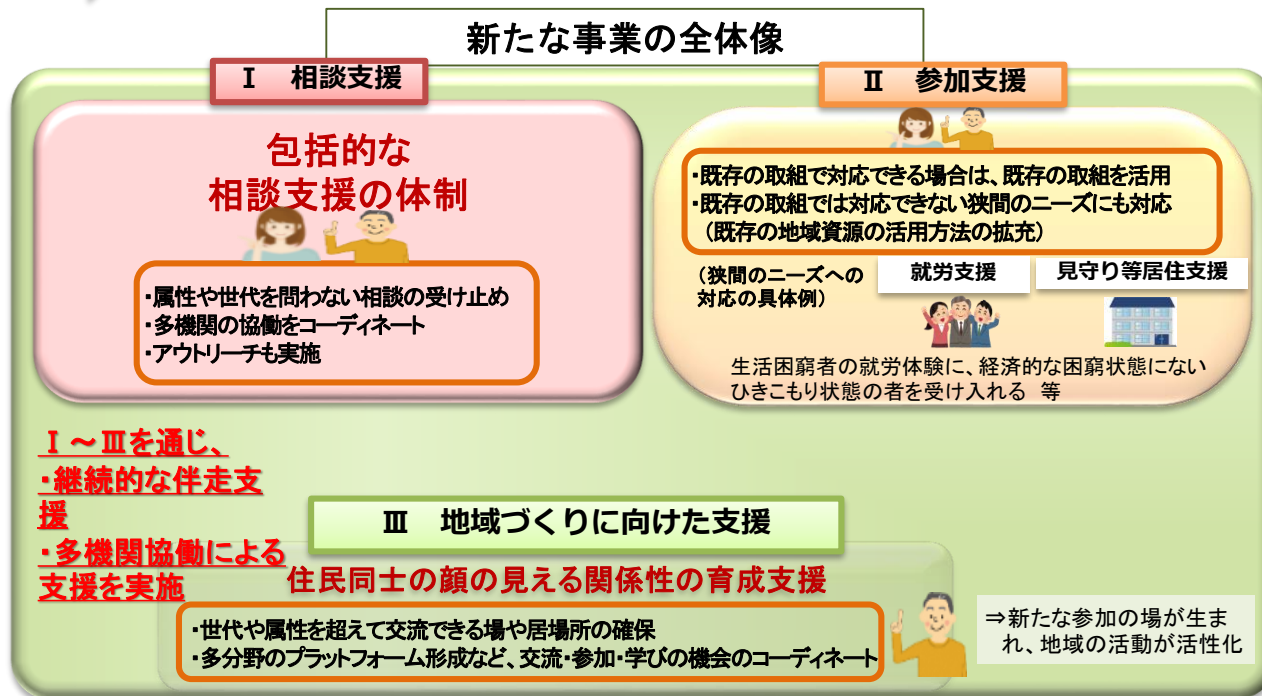 新たな事業の全体像
Ⅰ　相談支援
包括的な
相談支援の体制
・属性や世代を問わない相談の受け止め
・多機関の協働をコーディネート
・アウトリーチも実施
Ⅱ　参加支援
・既存の取組で対応できる場合は、既存の取組を活用
・既存の取組では対応できない狭間のニーズにも対応
（既存の地域資源の活用方法の拡充）
（狭間のニーズへの
対応の具体例）
就労支援
見守り等居住支援
生活困窮者の就労体験に、経済的な困窮状態にない
ひきこもり状態の者を受け入れる　等
Ⅰ～Ⅲを通じ、
・継続的な伴走支
援
・多機関協働による
支援を実施
Ⅲ　地域づくりに向けた支援
住民同士の顔の見える関係性の育成支援
・世代や属性を超えて交流できる場や居場所の確保
・多分野のプラットフォーム形成など、交流・参加・学びの機会のコーディネート
⇒新たな参加の場が生ま
れ、地域の活動が活性化